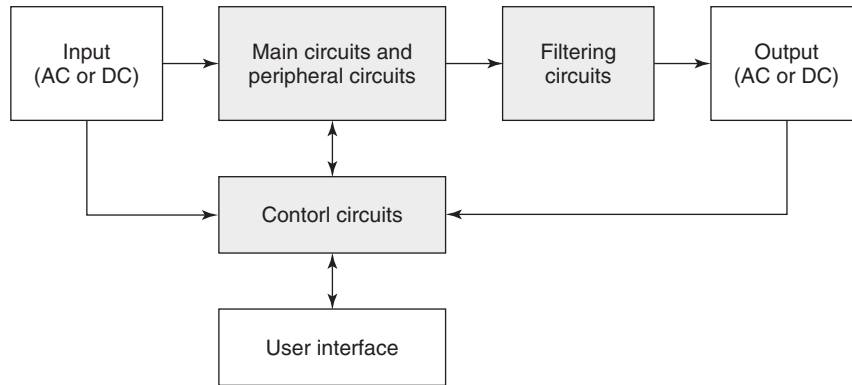 Input
(AC or DC)
Main circuits and
peripheral circuits
Filtering
circuits
Output
(AC or DC)
Contorl circuits
User interface